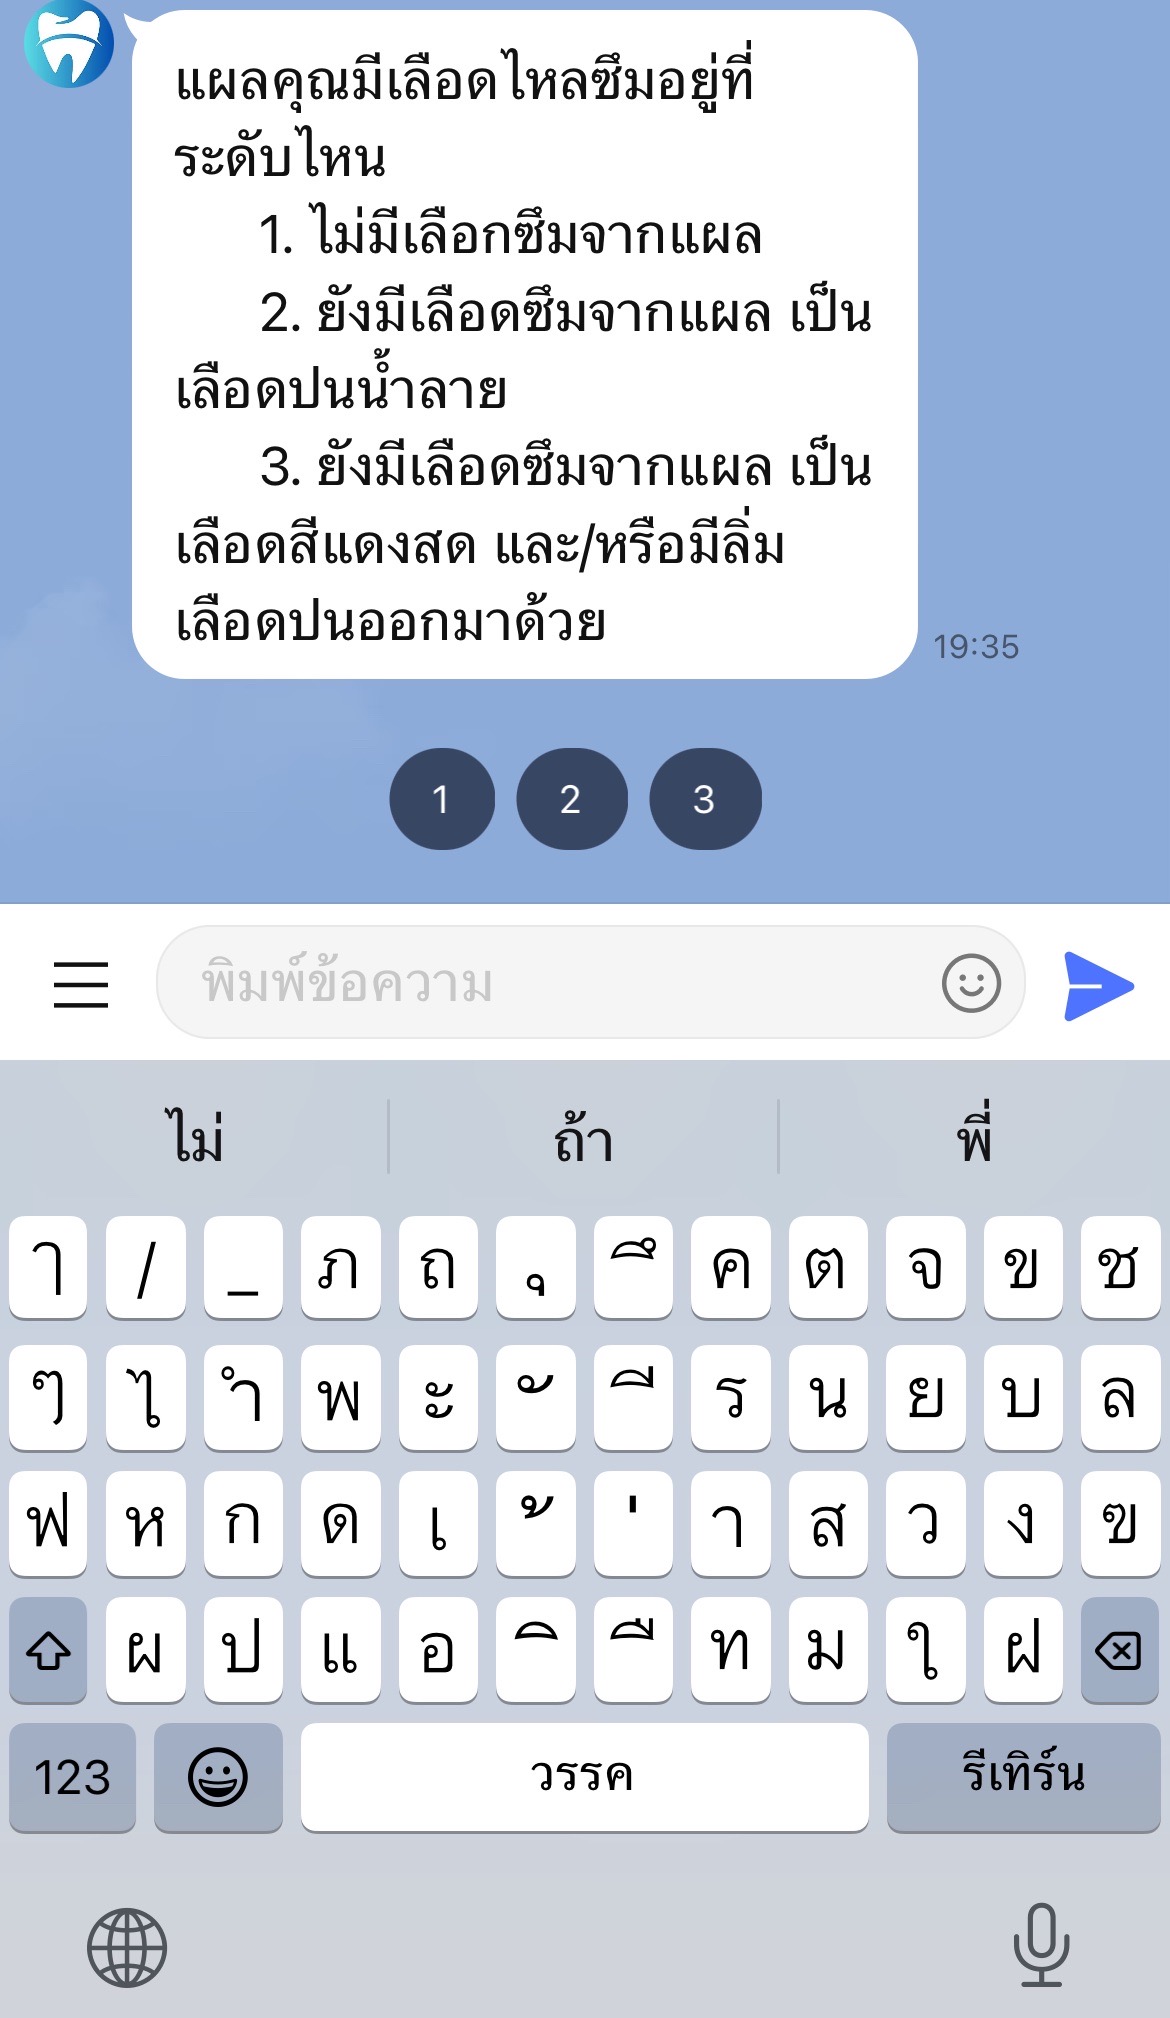 แผลคุณมีเลือดไหลซึมอยู่ที่
ระดับไหน
1. ไม่มีเลือกซึมจากแผล
2. ยังมีเลือดซึมจากแผล เป็น
เลือดปนน้ำลาย
3. ยังมีเลือดซึมจากแผล เป็น
เลือดสีแดงสด และ/หรือมีลิ่ม
เลือดปนออกมาด้วย
19:35
1 2 3
พิมพ์ข้อความ
ไม่ ถ้า พี่
ๅ / _ ภ ถ ุ ึ ค ต จ ข ช
ๆ ไ ำ พ ะ ั ี ร น ย บ ล
ฟ ห ก ด เ ้ ่ า ส ว ง ฃ
ผ ป แ อ ิ ื ท ม ใ ฝ
123 วรรค รีเทิร์น